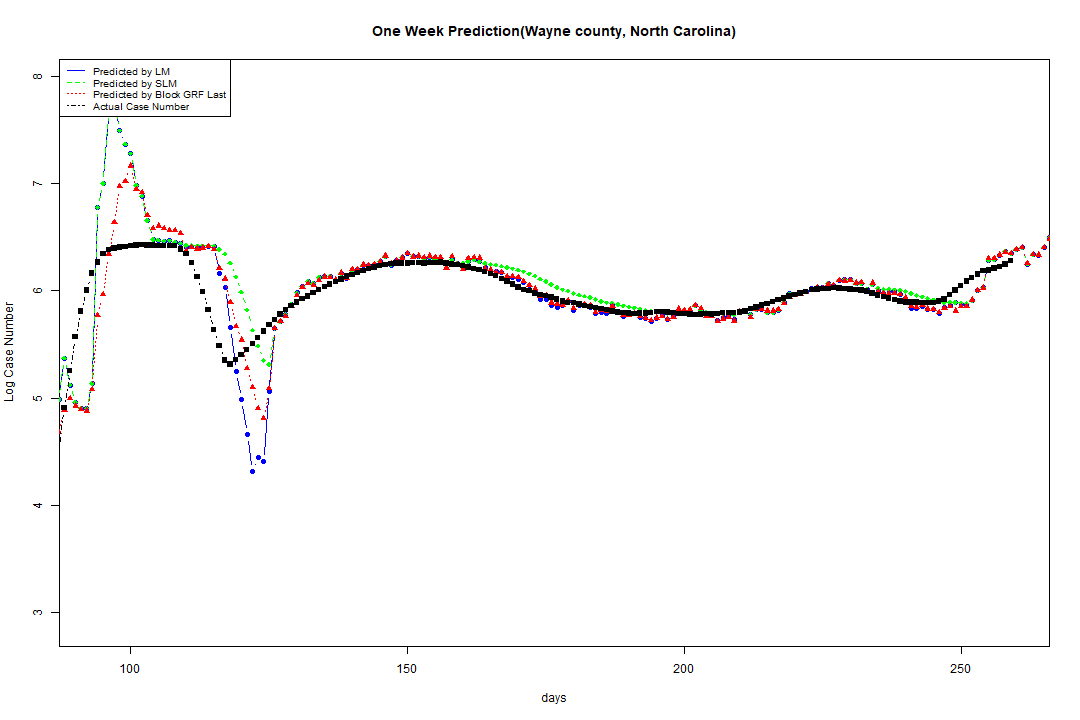 One Week Prediction(Wayne county, North Carolina)
Predicted by LM
Predicted by SLM
Predicted by Block GRF Last
Actual Case Number
8
7
6
5
4
3
Log Case Number
100
150
200
250
days